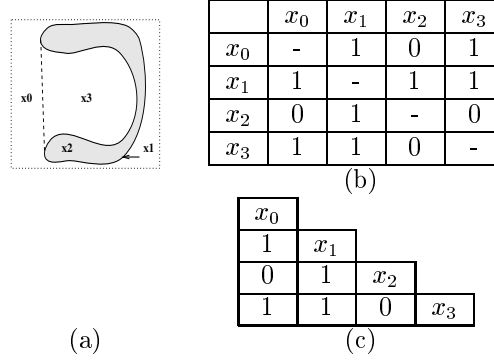 x0
x3
x2
x1
(a)
x₀ x₁ x₂ x₃
x₀ - 1 0 1
x₁ 1 - 1 1
x₂ 0 1 - 0
x₃ 1 1 0 -
(b)
x₀
1 x₁
0 1 x₂
1 1 0 x₃
(c)